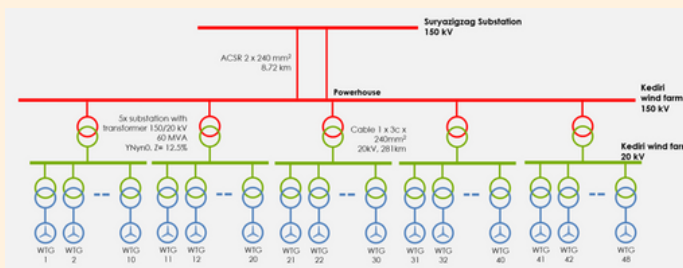 Suryazigzag Substation
150 kV
ACSR 2 x 240 mm²
8.72 km
Powerhouse
Kediri
wind farm
150 kV
5x substation with
transformer 150/20 kV
60 MVA
YNyn0, Z= 12.5%
Cable 1 x 3c x
240mm²
20kV, 281km
Kediri wind farm
20 kV
WTG 1
WTG 2
WTG 10
WTG 11
WTG 12
WTG 20
WTG 21
WTG 22
WTG 30
WTG 31
WTG 32
WTG 40
WTG 41
WTG 42
WTG 48